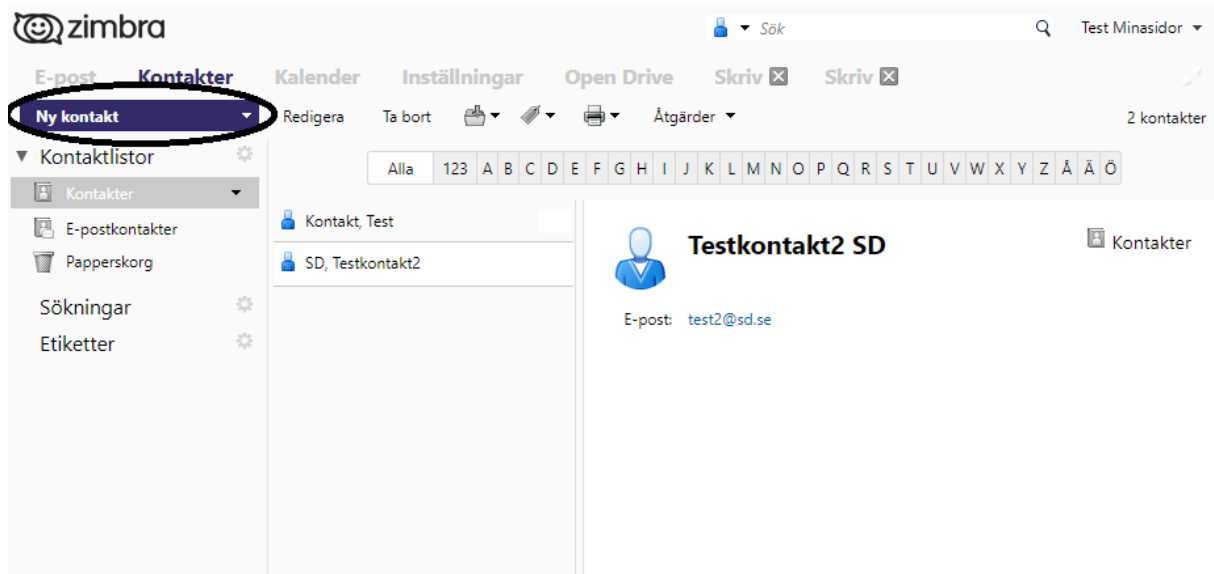 zimbra
Sök
Test Minasidor
E-post Kontakter Kalender Inställningar Open Drive Skriv Skriv
Ny kontakt Redigera Ta bort Åtgärder 2 kontakter
Kontaktlistor
Alla 123 A B C D E F G H I J K L M N O P Q R S T U V W X Y Z Å Ä Ö
Kontakter
E-postkontakter
Papperskorg
Sökningar
Etiketter
Kontakt, Test
SD, Testkontakt2
Testkontakt2 SD
Kontakter
E-post: test2@sd.se